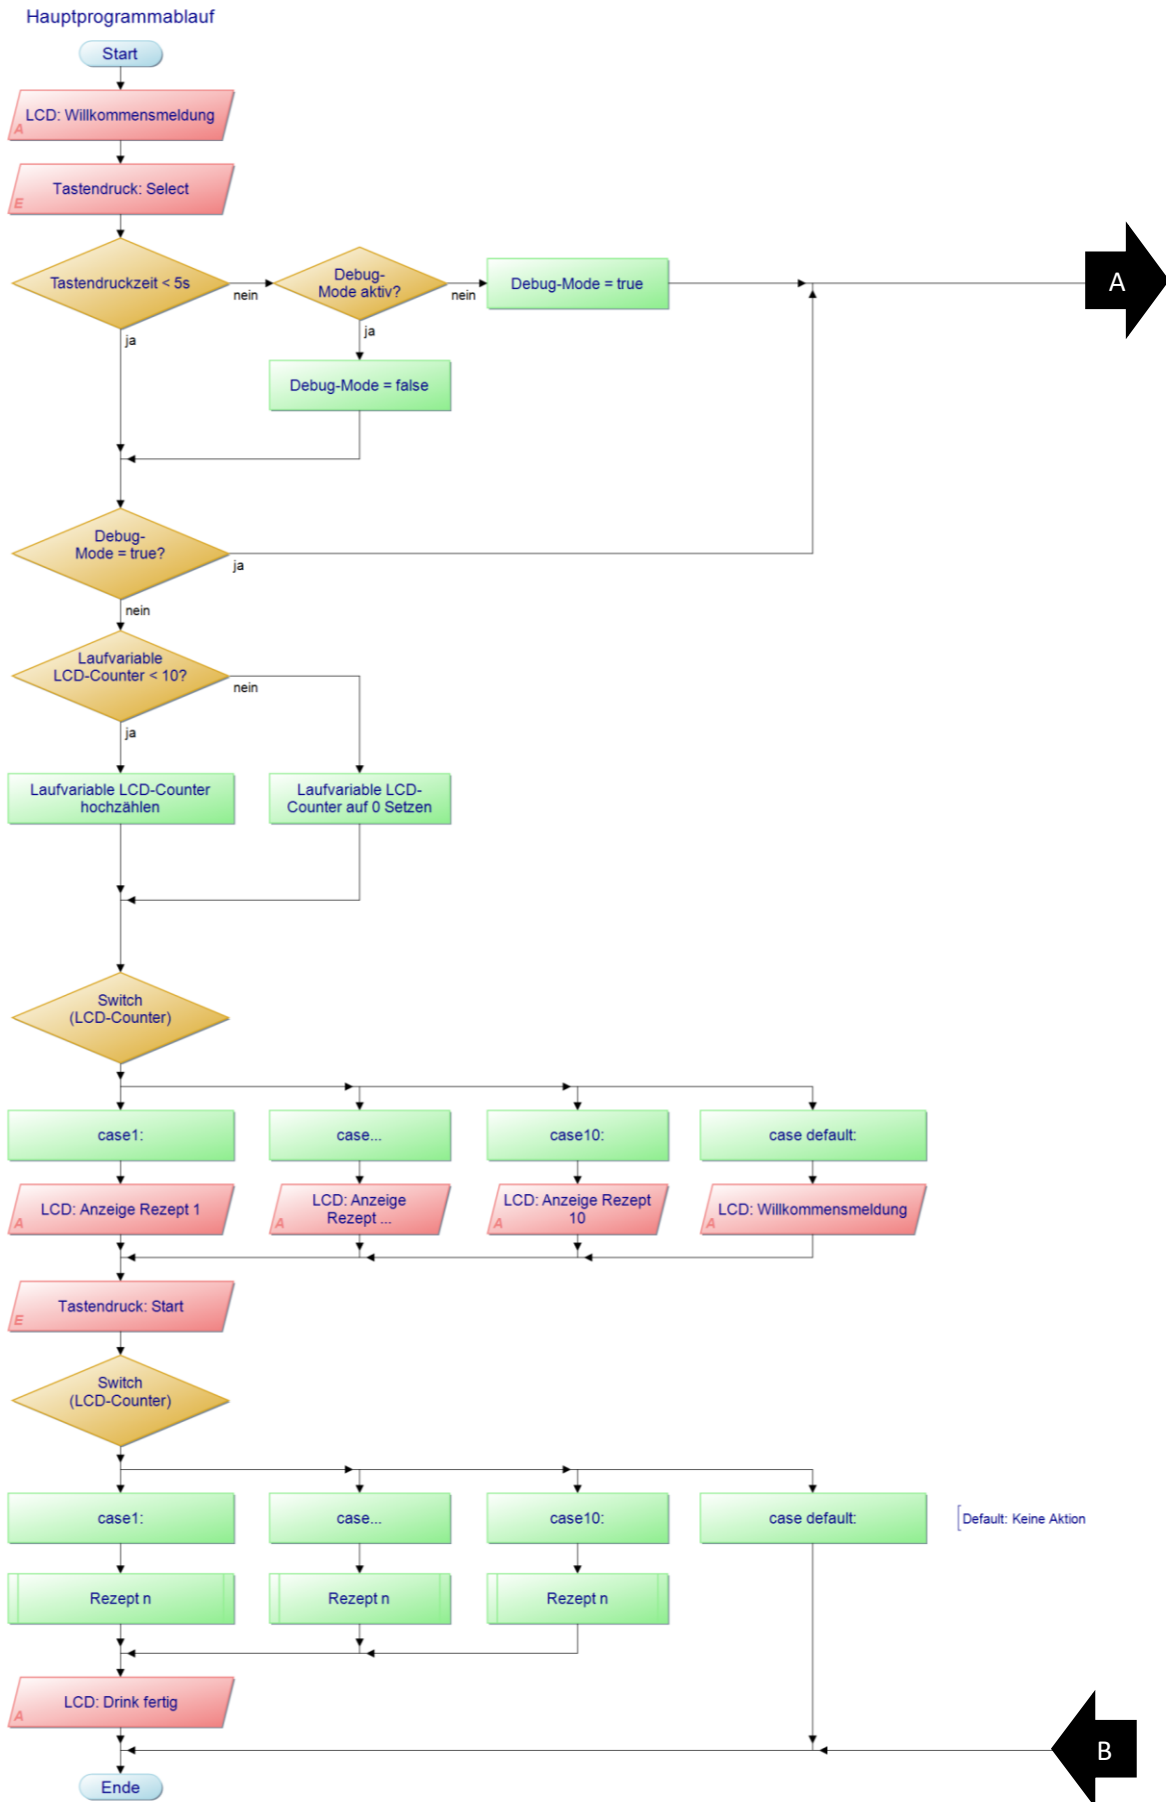 Hauptprogrammablauf
Start
LCD: Willkommensmeldung
A
Tastendruck: Select
E
Tastendruckzeit < 5s
nein
ja
Debug-
Mode aktiv?
nein
ja
Debug-Mode = true
A
Debug-Mode = false
Debug-
Mode = true?
ja
nein
Laufvariable
LCD-Counter < 10?
nein
ja
Laufvariable LCD-Counter
hochzählen
Laufvariable LCD-
Counter auf 0 Setzen
Switch
(LCD-Counter)
case1:
case...
case10:
case default:
LCD: Anzeige Rezept 1
A
LCD: Anzeige
Rezept ...
A
LCD: Anzeige Rezept
10
A
LCD: Willkommensmeldung
A
Tastendruck: Start
E
Switch
(LCD-Counter)
case1:
case...
case10:
case default:
Default: Keine Aktion
Rezept n
Rezept n
Rezept n
LCD: Drink fertig
A
B
Ende